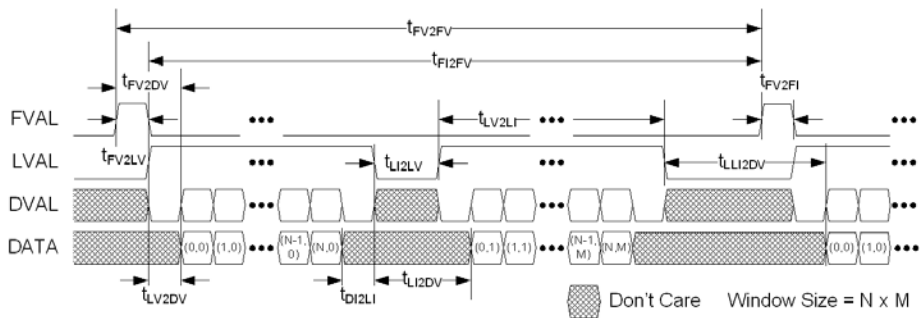 tFV2FV
tFI2FV
tFV2DV
tFV2FI
FVAL ••• tLV2LI ••• •••
tFV2LV
LVAL ••• tLI2LV ••• tLLI2DV •••
DVAL ••• ••• •••
DATA (0,0) (1,0) ••• (N-1, 0) (N,0) (0,1) (1,1) ••• (N-1, M) (N,M) (0,0) (1,0) •••
tLV2DV tDI2LI tLI2DV
Don't Care Window Size = N x M